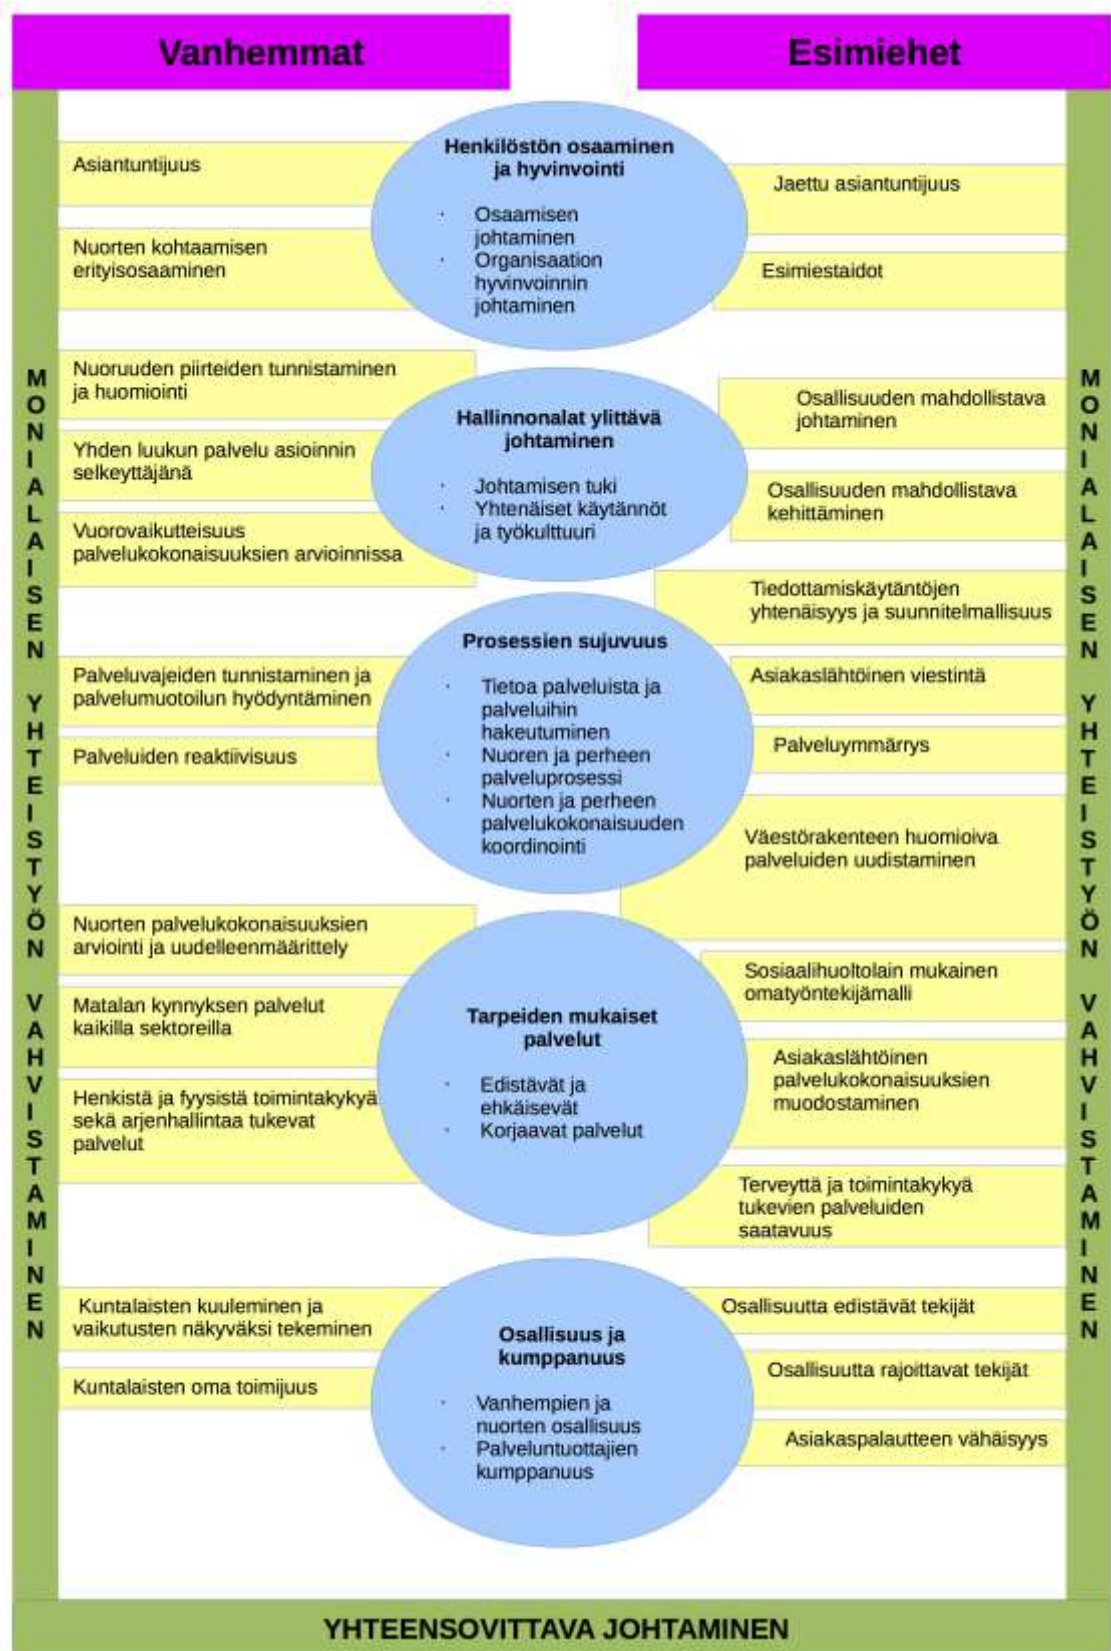 Vanhemmat
Esimiehet
MONIALAISEN YHTEISTYÖN VAHVISTAMINEN
Asiantuntijuus
Nuorten kohtaamisen
erityisosaaminen
Henkilöstön osaaminen
ja hyvinvointi
· Osaamisen
johtaminen
· Organisaation
hyvinvoinnin
johtaminen
Jaettu asiantuntijuus
Esimiestaidot
Nuoruuden piirteiden tunnistaminen
ja huomiointi
Yhden luukun palvelu asioinnin
selkeyttäjänä
Vuorovaikutteisuus
palvelukokonaisuuksien arvioinnissa
Hallinnonalat ylittävä
johtaminen
· Johtamisen tuki
· Yhtenäiset käytännöt
ja työkulttuuri
Osallisuuden mahdollistava
johtaminen
Osallisuuden mahdollistava
kehittäminen
Tiedottamiskäytäntöjen
yhtenäisyys ja suunnitelmallisuus
Palveluvajeiden tunnistaminen ja
palvelumuotoilun hyödyntäminen
Palveluiden reaktiivisuus
Prosessien sujuvuus
· Tietoa palveluista ja
palveluihin
hakeutuminen
· Nuoren ja perheen
palveluprosessi
· Nuorten ja perheen
palvelukokonaisuuden
koordinointi
Asiakaslähtöinen viestintä
Palveluymmärrys
Väestörakenteen huomioiva
palveluiden uudistaminen
Nuorten palvelukokonaisuuksien
arviointi ja uudelleenmäärittely
Matalan kynnyksen palvelut
kaikilla sektoreilla
Henkistä ja fyysistä toimintakykyä
sekä arjenhallintaa tukevat
palvelut
Tarpeiden mukaiset
palvelut
· Edistävät ja
ehkäisevät
· Korjaavat palvelut
Sosiaalihuoltolain mukainen
omatyöntekijämalli
Asiakaslähtöinen
palvelukokonaisuuksien
muodostaminen
Terveyttä ja toimintakykyä
tukevien palveluiden
saatavuus
Kuntalaisten kuuleminen ja
vaikutusten näkyväksi tekeminen
Kuntalaisten oma toimijuus
Osallisuus ja
kumppanuus
· Vanhempien ja
nuorten osallisuus
· Palveluntuottajien
kumppanuus
Osallisuutta edistävät tekijät
Osallisuutta rajoittavat tekijät
Asiakaspalautteen vähäisyys
MONIALAISEN YHTEISTYÖN VAHVISTAMINEN
YHTEENSOVITTAVA JOHTAMINEN